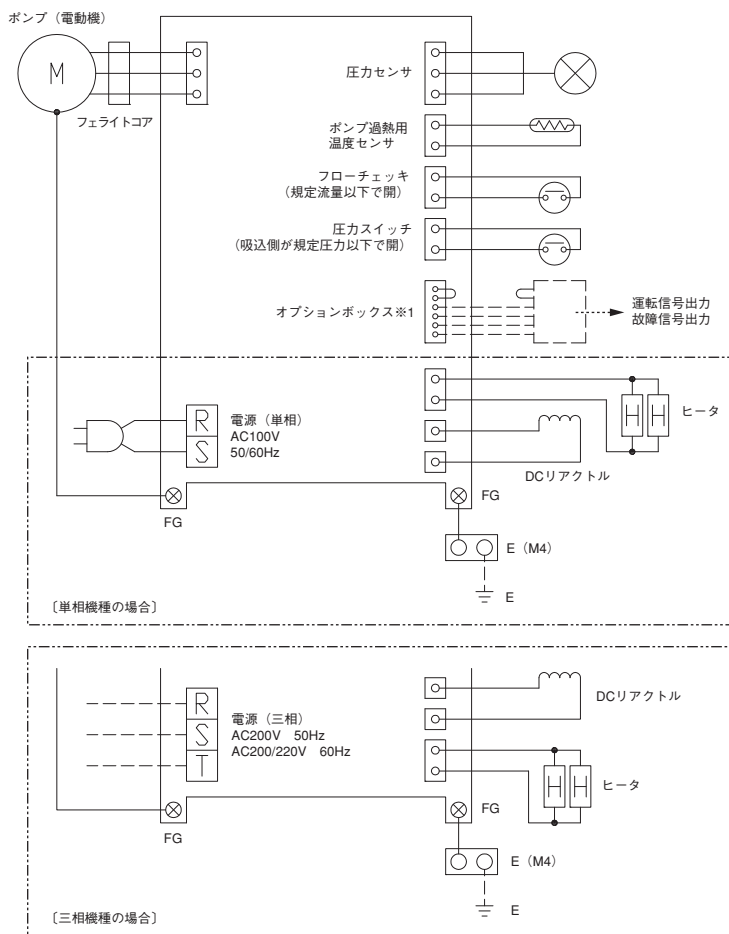 ポンプ（電動機）
M
フェライトコア
圧力センサ
ポンプ過熱用
温度センサ
フローチェッキ
（規定流量以下で開）
圧力スイッチ
（吸込側が規定圧力以下で開）
オプションボックス※1
運転信号出力
故障信号出力
R
S
電源（単相）
AC100V
50/60Hz
H
H
ヒータ
DCリアクトル
FG
FG
E（M4）
E
〔単相機種の場合〕
R
S
T
電源（三相）
AC200V　50Hz
AC200/220V　60Hz
DCリアクトル
H
H
ヒータ
FG
FG
E（M4）
E
〔三相機種の場合〕